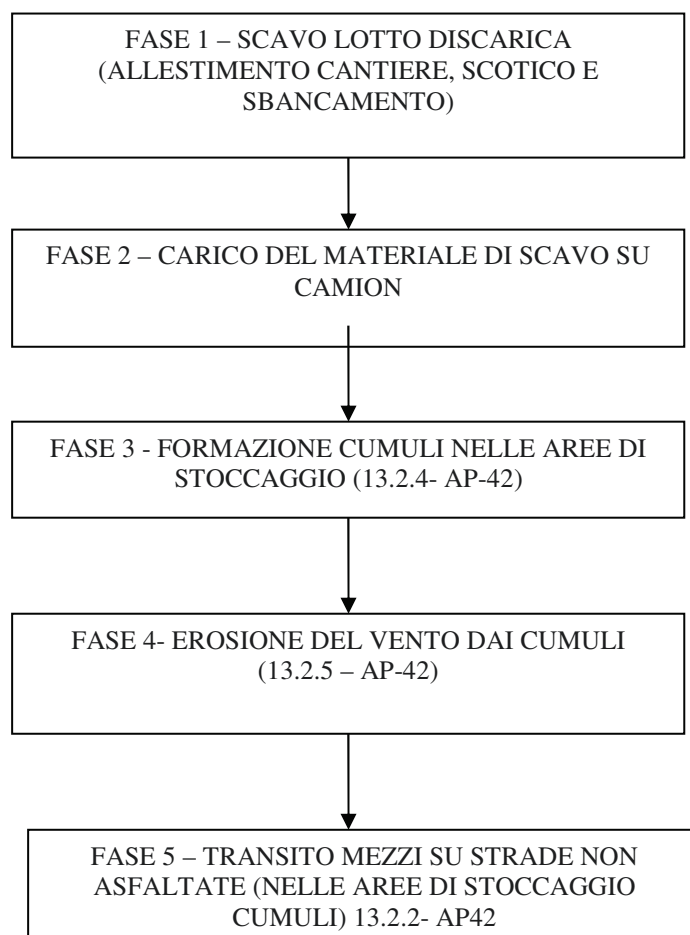 FASE 1 – SCAVO LOTTO DISCARICA
(ALLESTIMENTO CANTIERE, SCOTICO E
SBANCAMENTO)
FASE 2 – CARICO DEL MATERIALE DI SCAVO SU
CAMION
FASE 3 - FORMAZIONE CUMULI NELLE AREE DI
STOCCAGGIO (13.2.4- AP-42)
FASE 4- EROSIONE DEL VENTO DAI CUMULI
(13.2.5 – AP-42)
FASE 5 – TRANSITO MEZZI SU STRADE NON
ASFALTATE (NELLE AREE DI STOCCAGGIO
CUMULI) 13.2.2- AP42